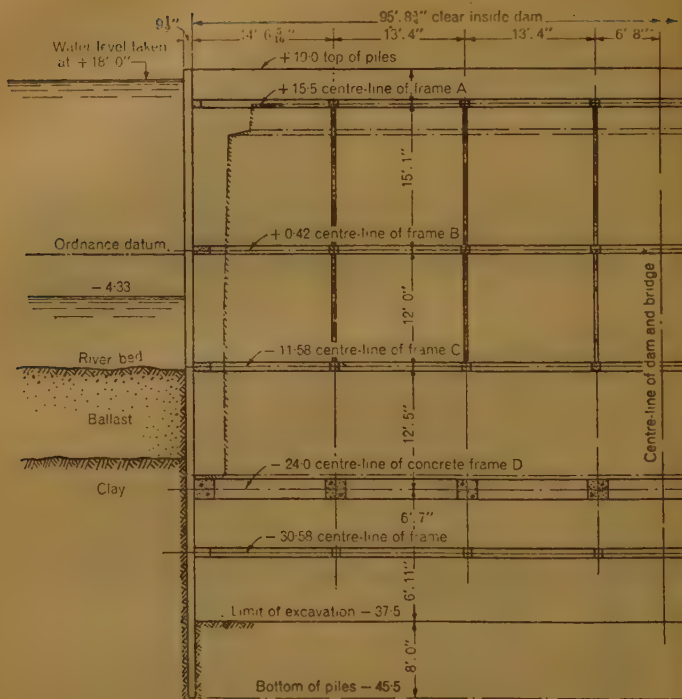 95'. 8¾" clear inside dam
9¾"
14' 6 3/16"
13'. 4"
13'. 4"
6'. 8"
Water level taken
at + 18'. 0"
+ 19·0 top of piles
+ 15·5 centre-line of frame A
15'. 1"
Ordnance datum
+ 0·42 centre-line of frame B
- 4·33
12'. 0"
River bed
- 11·58 centre-line of frame C
Ballast
12'. 5"
Centre-line of dam and bridge
Clay
- 24·0 centre-line of concrete frame D
6'. 7"
- 30·58 centre-line of frame
6'. 11"
Limit of excavation - 37·5
8'. 0"
Bottom of piles - 45·5